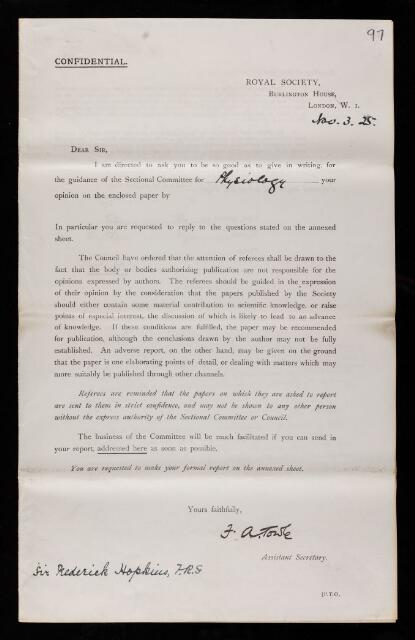 97
CONFIDENTIAL.
ROYAL SOCIETY,
BURLINGTON HOUSE,
LONDON, W. 1.
Nov. 3. 25.
DEAR SIR,
I am directed to ask you to be so good as to give in writing, for
the guidance of the Sectional Committee for Physiology your
opinion on the enclosed paper by
In particular you are requested to reply to the questions stated on the annexed
sheet.
The Council have ordered that the attention of referees shall be drawn to the
fact that the body or bodies authorizing publication are not responsible for the
opinions expressed by authors. The referees should be guided in the expression
of their opinion by the consideration that the papers published by the Society
should either contain some material contribution to scientific knowledge, or raise
points of especial interest, the discussion of which is likely to lead to an advance
of knowledge. If these conditions are fulfilled, the paper may be recommended
for publication, although the conclusions drawn by the author may not be fully
established. An adverse report, on the other hand, may be given on the ground
that the paper is one elaborating points of detail, or dealing with matters which may
more suitably be published through other channels.
Referees are reminded that the papers on which they are asked to report
are sent to them in strict confidence, and may not be shown to any other person
without the express authority of the Sectional Committee or Council.
The business of the Committee will be much facilitated if you can send in
your report, addressed here as soon as possible.
You are requested to make your formal report on the annexed sheet.
Yours faithfully,
F. A. Towle
Assistant Secretary.
Sir Frederick Hopkins, F.R.S
P.T.O.